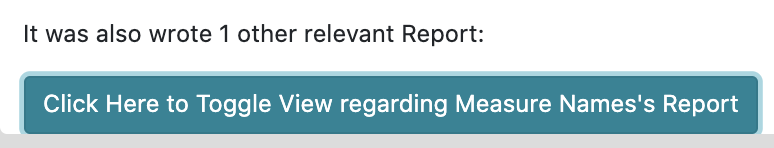 It was also wrote 1 other relevant Report:
Click Here to Toggle View regarding Measure Names's Report